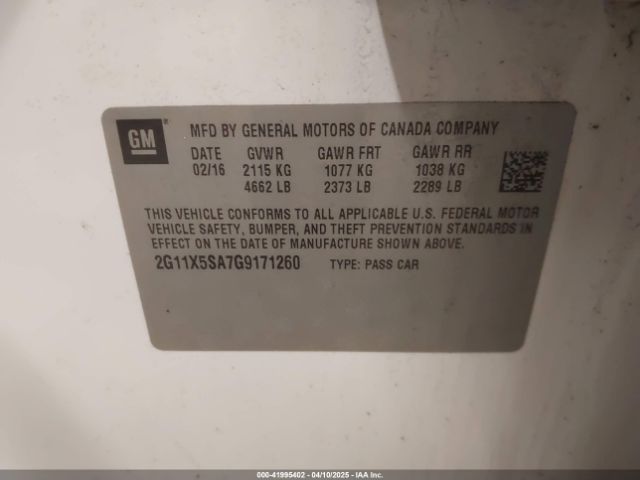 GM
MFD BY GENERAL MOTORS OF CANADA COMPANY
DATE GVWR GAWR FRT GAWR RR
02/16 2115 KG 1077 KG 1038 KG
4662 LB 2373 LB 2289 LB
THIS VEHICLE CONFORMS TO ALL APPLICABLE U.S. FEDERAL MOTOR
VEHICLE SAFETY, BUMPER, AND THEFT PREVENTION STANDARDS IN
EFFECT ON THE DATE OF MANUFACTURE SHOWN ABOVE.
2G11X5SA7G9171260 TYPE: PASS CAR
000-41995402 - 04/10/2025 - IAA Inc.